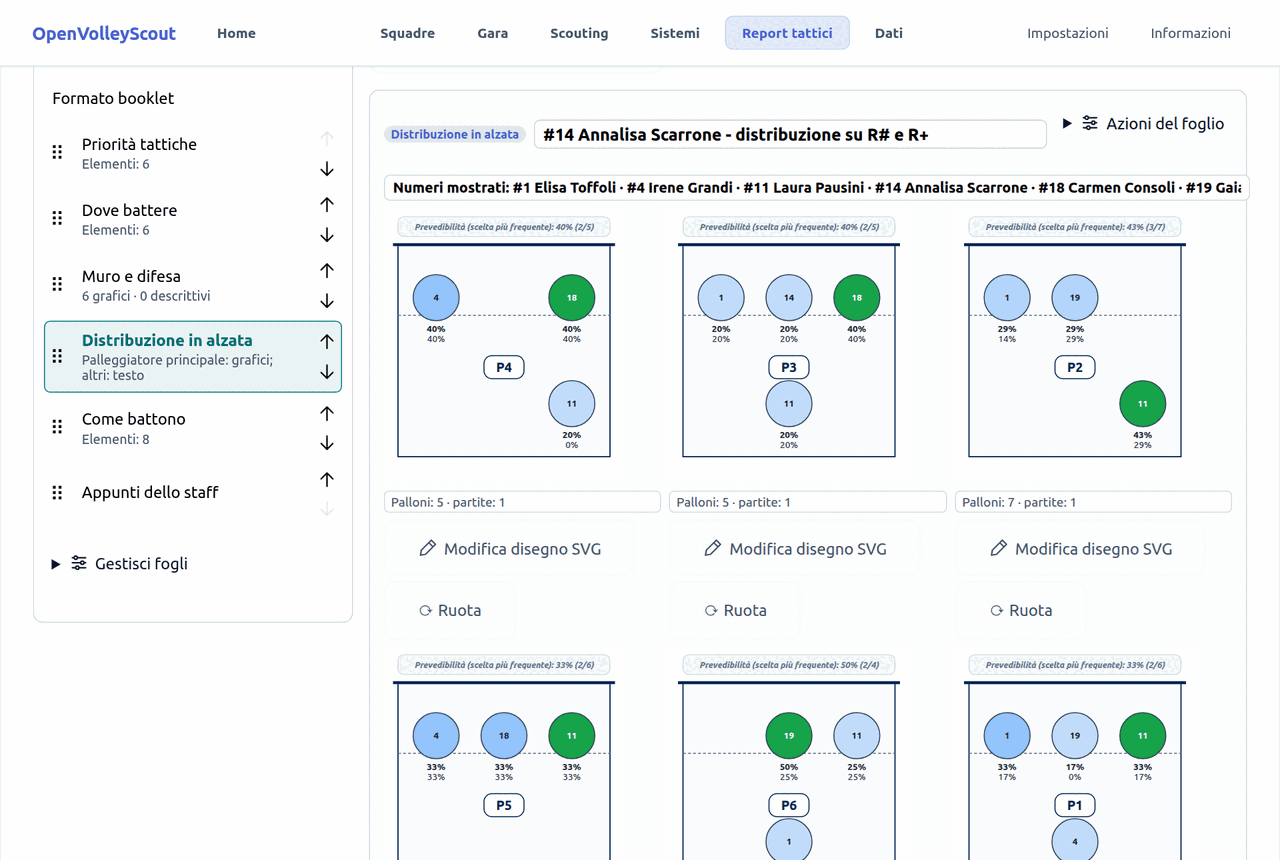 OpenVolleyScout Home Squadre Gara Scouting Sistemi Report tattici Dati Impostazioni Informazioni
Formato booklet
Priorità tattiche
Elementi: 6
Dove battere
Elementi: 6
Muro e difesa
6 grafici · 0 descrittivi
Distribuzione in alzata
Palleggiatore principale: grafici;
altri: testo
Come battono
Elementi: 8
Appunti dello staff
Gestisci fogli
Distribuzione in alzata #14 Annalisa Scarrone - distribuzione su R# e R+ Azioni del foglio
Numeri mostrati: #1 Elisa Toffoli · #4 Irene Grandi · #11 Laura Pausini · #14 Annalisa Scarrone · #18 Carmen Consoli · #19 Gaia
Prevedibilità (scelta più frequente): 40% (2/5)
4 18
40% 40%
40% 40%
P4
11
20%
0%
Palloni: 5 · partite: 1
Modifica disegno SVG
Ruota
Prevedibilità (scelta più frequente): 40% (2/5)
1 14 18
20% 20% 40%
20% 20% 40%
P3
11
20%
20%
Palloni: 5 · partite: 1
Modifica disegno SVG
Ruota
Prevedibilità (scelta più frequente): 43% (3/7)
1 19
29% 29%
14% 29%
P2
11
43%
29%
Palloni: 7 · partite: 1
Modifica disegno SVG
Ruota
Prevedibilità (scelta più frequente): 33% (2/6)
4 18 11
33% 33% 33%
33% 33% 33%
P5
Prevedibilità (scelta più frequente): 50% (2/4)
19 11
50% 25%
25% 25%
P6
1
Prevedibilità (scelta più frequente): 33% (2/6)
1 19 11
33% 17% 33%
17% 0% 17%
P1
4